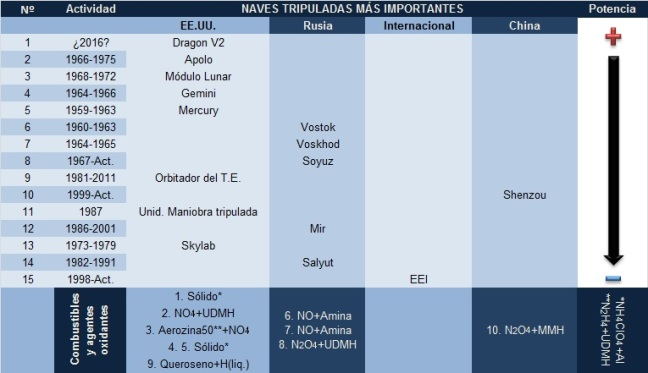 Nº Actividad NAVES TRIPULADAS MÁS IMPORTANTES Potencia
EE.UU. Rusia Internacional China
1 ¿2016? Dragon V2
2 1966-1975 Apolo
3 1968-1972 Módulo Lunar
4 1964-1966 Gemini
5 1959-1963 Mercury
6 1960-1963 Vostok
7 1964-1965 Voskhod
8 1967-Act. Soyuz
9 1981-2011 Orbitador del T.E.
10 1999-Act. Shenzou
11 1987 Unid. Maniobra tripulada
12 1986-2001 Mir
13 1973-1979 Skylab
14 1982-1991 Salyut
15 1998-Act. EEI
Combustibles
y agentes
oxidantes
1. Sólido*
2. NO4+UDMH
3. Aerozina50**+NO4
4. 5. Sólido*
9. Queroseno+H(liq.)
6. NO+Amina
7. NO+Amina
8. N2O4+UDMH
10. N2O4+MMH
*NH4ClO4+Al
**N2H4+UDMH